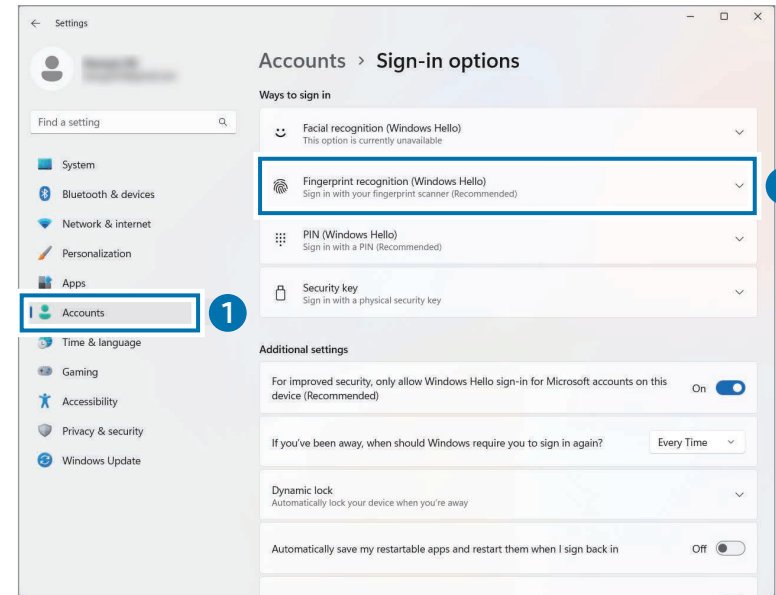 Settings
Accounts > Sign-in options
Ways to sign in
Find a setting
Facial recognition (Windows Hello)
This option is currently unavailable
System
Fingerprint recognition (Windows Hello)
Sign in with your fingerprint scanner (Recommended)
Bluetooth & devices
Network & internet
PIN (Windows Hello)
Sign in with a PIN (Recommended)
Personalization
Apps
Security key
Sign in with a physical security key
Accounts
1
Time & language
Additional settings
Gaming
For improved security, only allow Windows Hello sign-in for Microsoft accounts on this
device (Recommended)
On
Accessibility
Privacy & security
If you've been away, when should Windows require you to sign in again?
Every Time
Windows Update
Dynamic lock
Automatically lock your device when you're away
Automatically save my restartable apps and restart them when I sign back in
Off